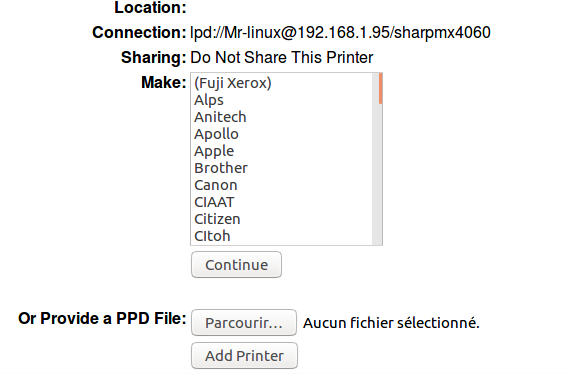 Location:
Connection: lpd://Mr-linux@192.168.1.95/sharpmx4060
Sharing: Do Not Share This Printer
Make: (Fuji Xerox)
Alps
Anitech
Apollo
Apple
Brother
Canon
CIAAT
Citizen
CItoh
Continue
Or Provide a PPD File: Parcourir... Aucun fichier sélectionné.
Add Printer